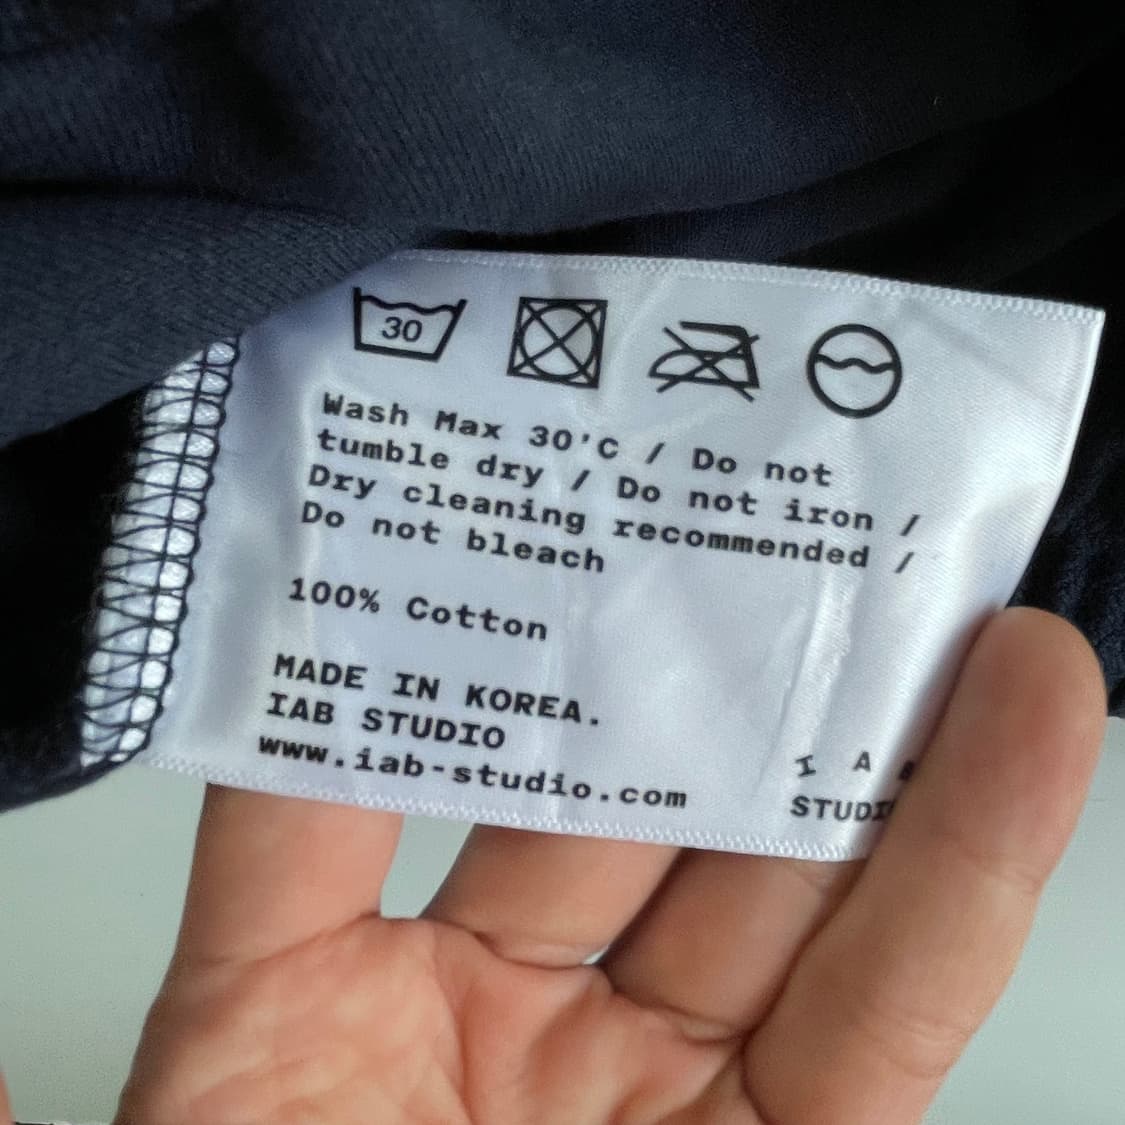 30
Wash Max 30'C / Do not
tumble dry / Do not iron /
Dry cleaning recommended /
Do not bleach
100% Cotton
MADE IN KOREA.
IAB STUDIO
www.iab-studio.com
I A